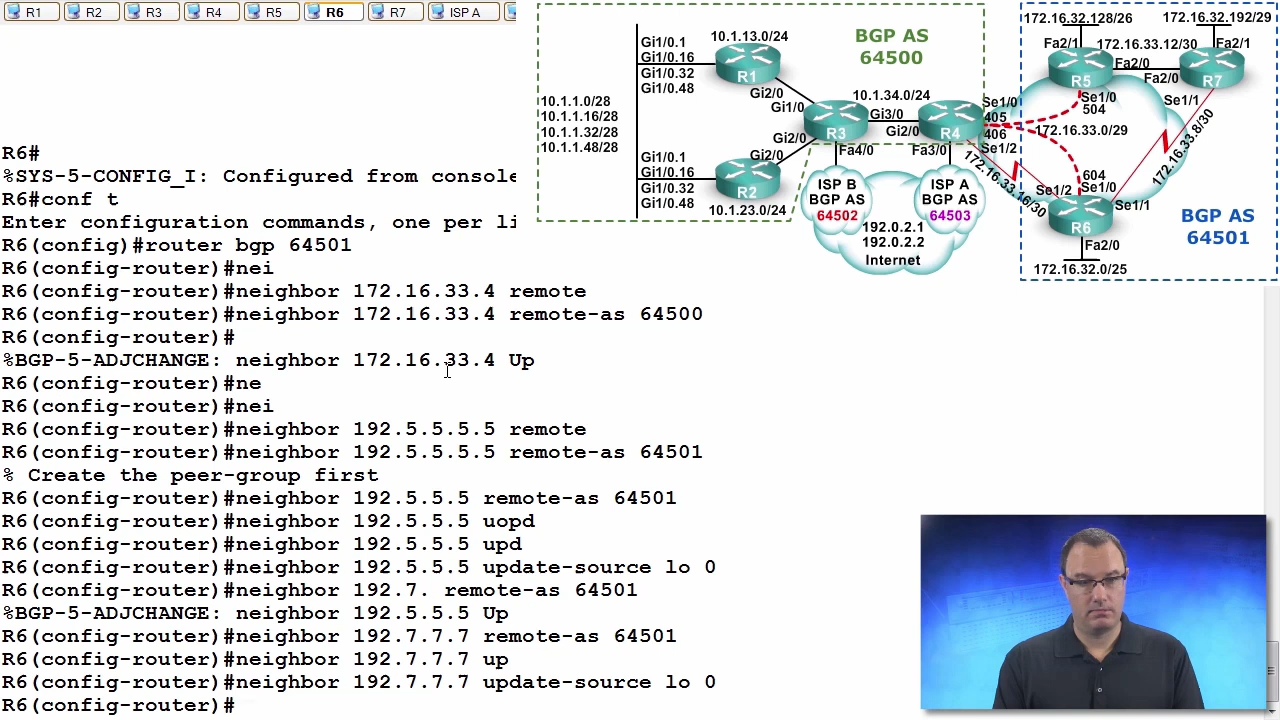 R1 R2 R3 R4 R5 R6 R7 ISP A
R6#
%SYS-5-CONFIG_I: Configured from console
R6#conf t
Enter configuration commands, one per li
R6(config)#router bgp 64501
R6(config-router)#nei
R6(config-router)#neighbor 172.16.33.4 remote
R6(config-router)#neighbor 172.16.33.4 remote-as 64500
R6(config-router)#
%BGP-5-ADJCHANGE: neighbor 172.16.33.4 Up
R6(config-router)#ne
R6(config-router)#nei
R6(config-router)#neighbor 192.5.5.5.5 remote
R6(config-router)#neighbor 192.5.5.5.5 remote-as 64501
% Create the peer-group first
R6(config-router)#neighbor 192.5.5.5 remote-as 64501
R6(config-router)#neighbor 192.5.5.5 uopd
R6(config-router)#neighbor 192.5.5.5 upd
R6(config-router)#neighbor 192.5.5.5 update-source lo 0
R6(config-router)#neighbor 192.7. remote-as 64501
%BGP-5-ADJCHANGE: neighbor 192.5.5.5 Up
R6(config-router)#neighbor 192.7.7.7 remote-as 64501
R6(config-router)#neighbor 192.7.7.7 up
R6(config-router)#neighbor 192.7.7.7 update-source lo 0
R6(config-router)#
BGP AS
64500
10.1.13.0/24
Gi1/0.1
Gi1/0.16
Gi1/0.32
Gi1/0.48
R1
Gi2/0
Gi1/0
10.1.1.0/28
10.1.1.16/28
10.1.1.32/28
10.1.1.48/28
Gi1/0.1
Gi1/0.16
Gi1/0.32
Gi1/0.48
R2
Gi2/0
Gi2/0
10.1.23.0/24
R3
10.1.34.0/24
Gi3/0
Gi2/0
R4
Fa4/0
Fa3/0
Se1/0
405
406
Se1/2
ISP B
BGP AS
64502
ISP A
BGP AS
64503
192.0.2.1
192.0.2.2
Internet
172.16.32.128/26
172.16.32.192/29
Fa2/1
172.16.33.12/30
Fa2/1
R5
Fa2/0
Fa2/0
R7
Se1/0
504
Se1/1
172.16.33.0/29
172.16.33.8/30
172.16.33.16/30
604
Se1/2
Se1/0
Se1/1
R6
Fa2/0
172.16.32.0/25
BGP AS
64501